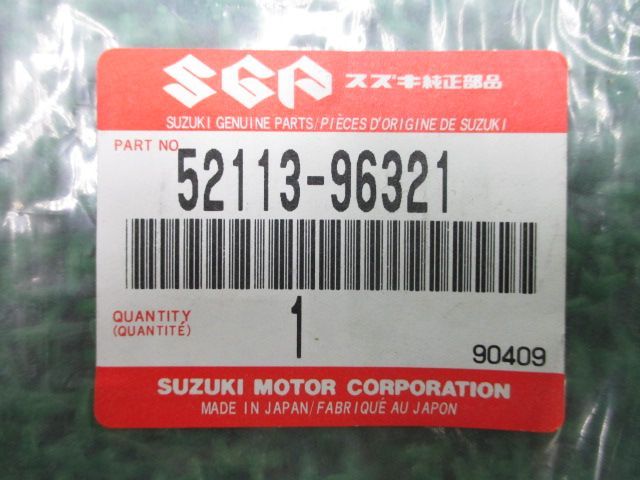 SGP スズキ純正部品
SUZUKI GENUINE PARTS/PIÈCES D'ORIGINE DE SUZUKI
PART NO.
52113-96321
QUANTITY
(QUANTITÉ)
1
90409
SUZUKI MOTOR CORPORATION
MADE IN JAPAN/FABRIQUÉ AU JAPON